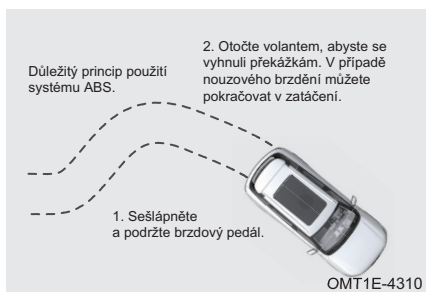 Důležitý princip použití
systému ABS.
2. Otočte volantem, abyste se
vyhnuli překážkám. V případě
nouzového brzdění můžete
pokračovat v zatáčení.
1. Sešlápněte
a podržte brzdový pedál.
OMT1E-4310